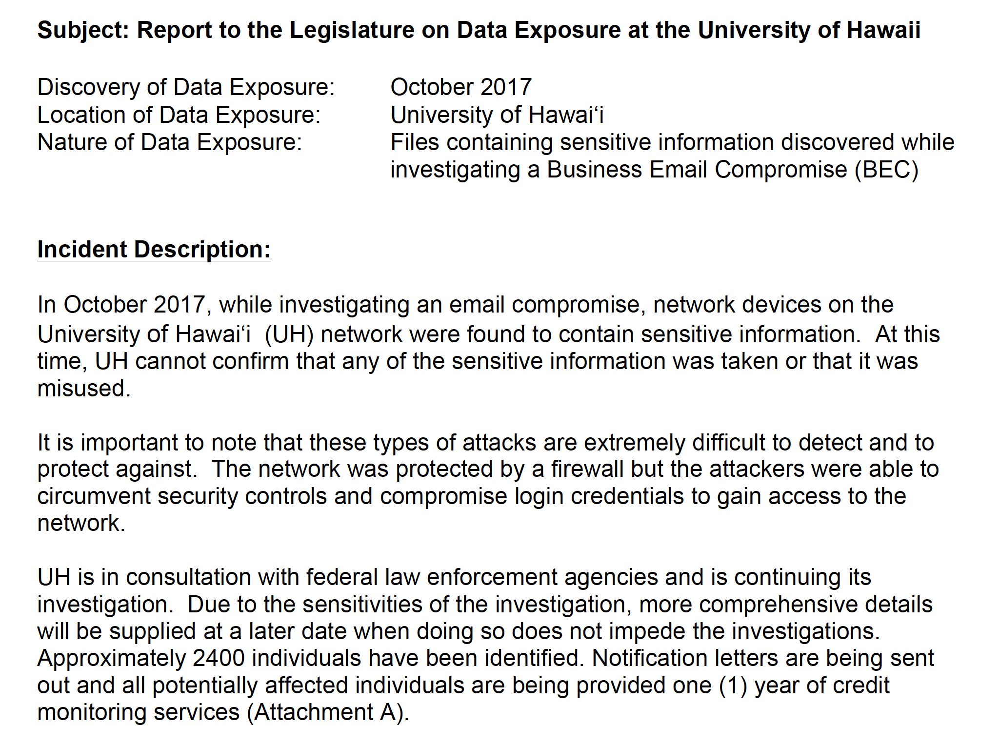 Subject: Report to the Legislature on Data Exposure at the University of Hawaii
Discovery of Data Exposure: October 2017
Location of Data Exposure: University of Hawai‘i
Nature of Data Exposure: Files containing sensitive information discovered while
investigating a Business Email Compromise (BEC)
Incident Description:
In October 2017, while investigating an email compromise, network devices on the
University of Hawai‘i  (UH) network were found to contain sensitive information.  At this
time, UH cannot confirm that any of the sensitive information was taken or that it was
misused.
It is important to note that these types of attacks are extremely difficult to detect and to
protect against.  The network was protected by a firewall but the attackers were able to
circumvent security controls and compromise login credentials to gain access to the
network.
UH is in consultation with federal law enforcement agencies and is continuing its
investigation.  Due to the sensitivities of the investigation, more comprehensive details
will be supplied at a later date when doing so does not impede the investigations.
Approximately 2400 individuals have been identified. Notification letters are being sent
out and all potentially affected individuals are being provided one (1) year of credit
monitoring services (Attachment A).